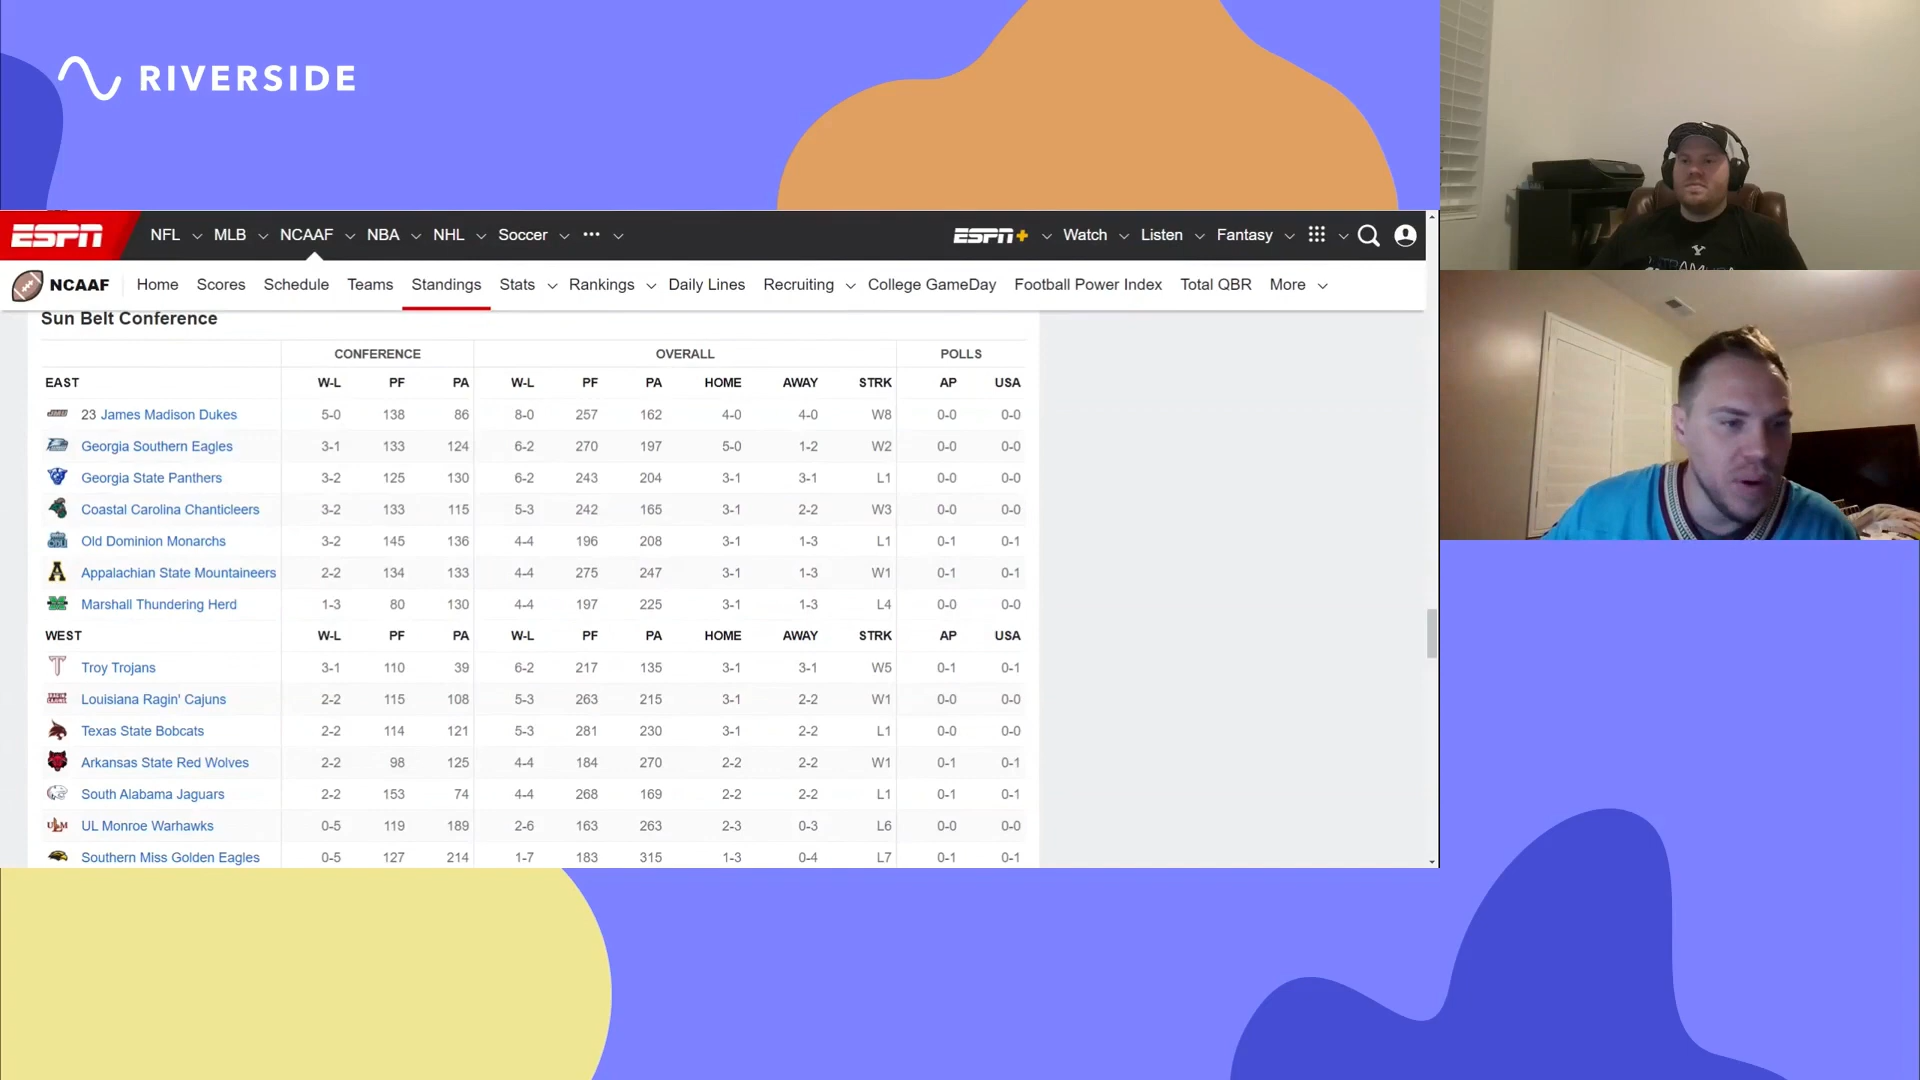 RIVERSIDE
ESPN NFL MLB NCAAF NBA NHL Soccer ••• ESPN+ Watch Listen Fantasy
NCAAF Home Scores Schedule Teams Standings Stats Rankings Daily Lines Recruiting College GameDay Football Power Index Total QBR More
Sun Belt Conference
CONFERENCE OVERALL POLLS
EAST W-L PF PA W-L PF PA HOME AWAY STRK AP USA
23 James Madison Dukes 5-0 138 86 8-0 257 162 4-0 4-0 W8 0-0 0-0
Georgia Southern Eagles 3-1 133 124 6-2 270 197 5-0 1-2 W2 0-0 0-0
Georgia State Panthers 3-2 125 130 6-2 243 204 3-1 3-1 L1 0-0 0-0
Coastal Carolina Chanticleers 3-2 133 115 5-3 242 165 3-1 2-2 W3 0-0 0-0
Old Dominion Monarchs 3-2 145 136 4-4 196 208 3-1 1-3 L1 0-1 0-1
Appalachian State Mountaineers 2-2 134 133 4-4 275 247 3-1 1-3 W1 0-1 0-1
Marshall Thundering Herd 1-3 80 130 4-4 197 225 3-1 1-3 L4 0-0 0-0
WEST W-L PF PA W-L PF PA HOME AWAY STRK AP USA
Troy Trojans 3-1 110 39 6-2 217 135 3-1 3-1 W5 0-1 0-1
Louisiana Ragin' Cajuns 2-2 115 108 5-3 263 215 3-1 2-2 W1 0-0 0-0
Texas State Bobcats 2-2 114 121 5-3 281 230 3-1 2-2 L1 0-0 0-0
Arkansas State Red Wolves 2-2 98 125 4-4 184 270 2-2 2-2 W1 0-1 0-1
South Alabama Jaguars 2-2 153 74 4-4 268 169 2-2 2-2 L1 0-1 0-1
UL Monroe Warhawks 0-5 119 189 2-6 163 263 2-3 0-3 L6 0-0 0-0
Southern Miss Golden Eagles 0-5 127 214 1-7 183 315 1-3 0-4 L7 0-1 0-1